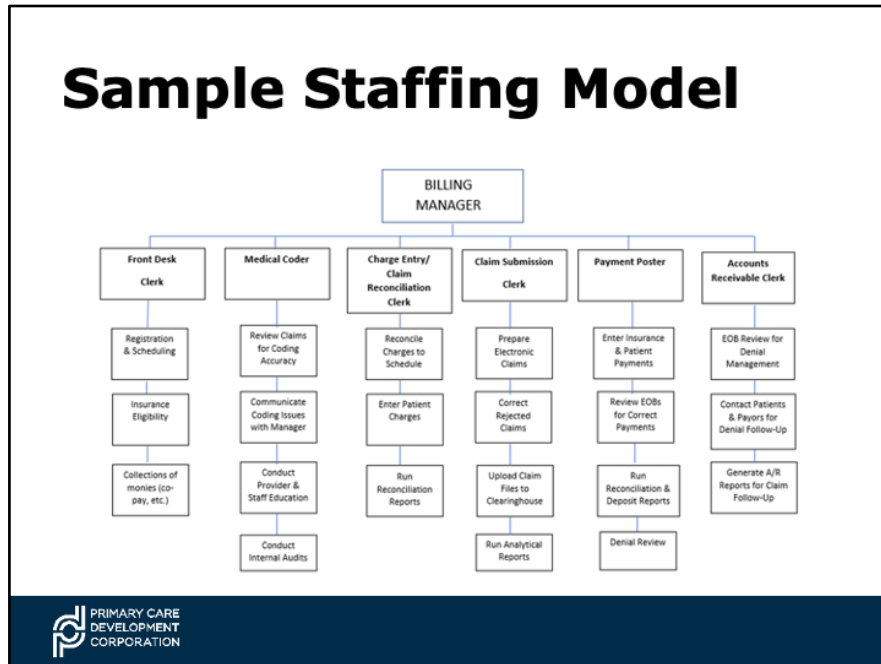 Sample Staffing Model
BILLING
MANAGER
Front Desk
Clerk
Registration
& Scheduling
Insurance
Eligibility
Collections of
monies (co-
pay, etc.)
Medical Coder
Review Claims
for Coding
Accuracy
Communicate
Coding Issues
with Manager
Conduct
Provider &
Staff Education
Conduct
Internal Audits
Charge Entry/
Claim
Reconciliation
Clerk
Reconcile
Charges to
Schedule
Enter Patient
Charges
Run
Reconciliation
Reports
Claim Submission
Clerk
Prepare
Electronic
Claims
Correct
Rejected
Claims
Upload Claim
Files to
Clearinghouse
Run Analytical
Reports
Payment Poster
Enter Insurance
& Patient
Payments
Review EOBs
for Correct
Payments
Run
Reconciliation &
Deposit Reports
Denial Review
Accounts
Receivable Clerk
EOB Review for
Denial
Management
Contact Patients
& Payors for
Denial Follow-Up
Generate A/R
Reports for Claim
Follow-Up
PRIMARY CARE
DEVELOPMENT
CORPORATION